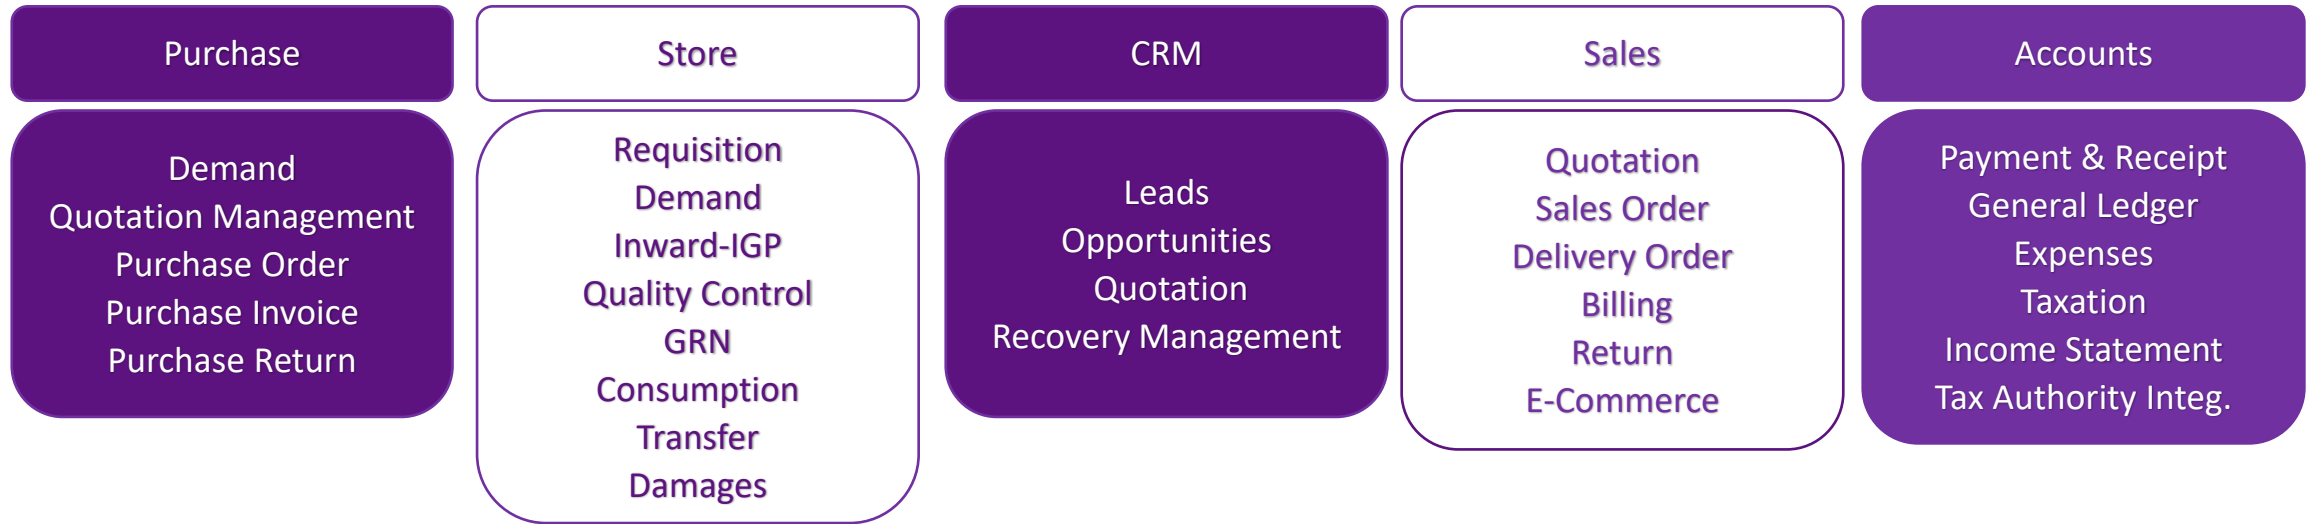 Purchase
Demand
Quotation Management
Purchase Order
Purchase Invoice
Purchase Return
Store
Requisition
Demand
Inward-IGP
Quality Control
GRN
Consumption
Transfer
Damages
CRM
Leads
Opportunities
Quotation
Recovery Management
Sales
Quotation
Sales Order
Delivery Order
Billing
Return
E-Commerce
Accounts
Payment & Receipt
General Ledger
Expenses
Taxation
Income Statement
Tax Authority Integ.